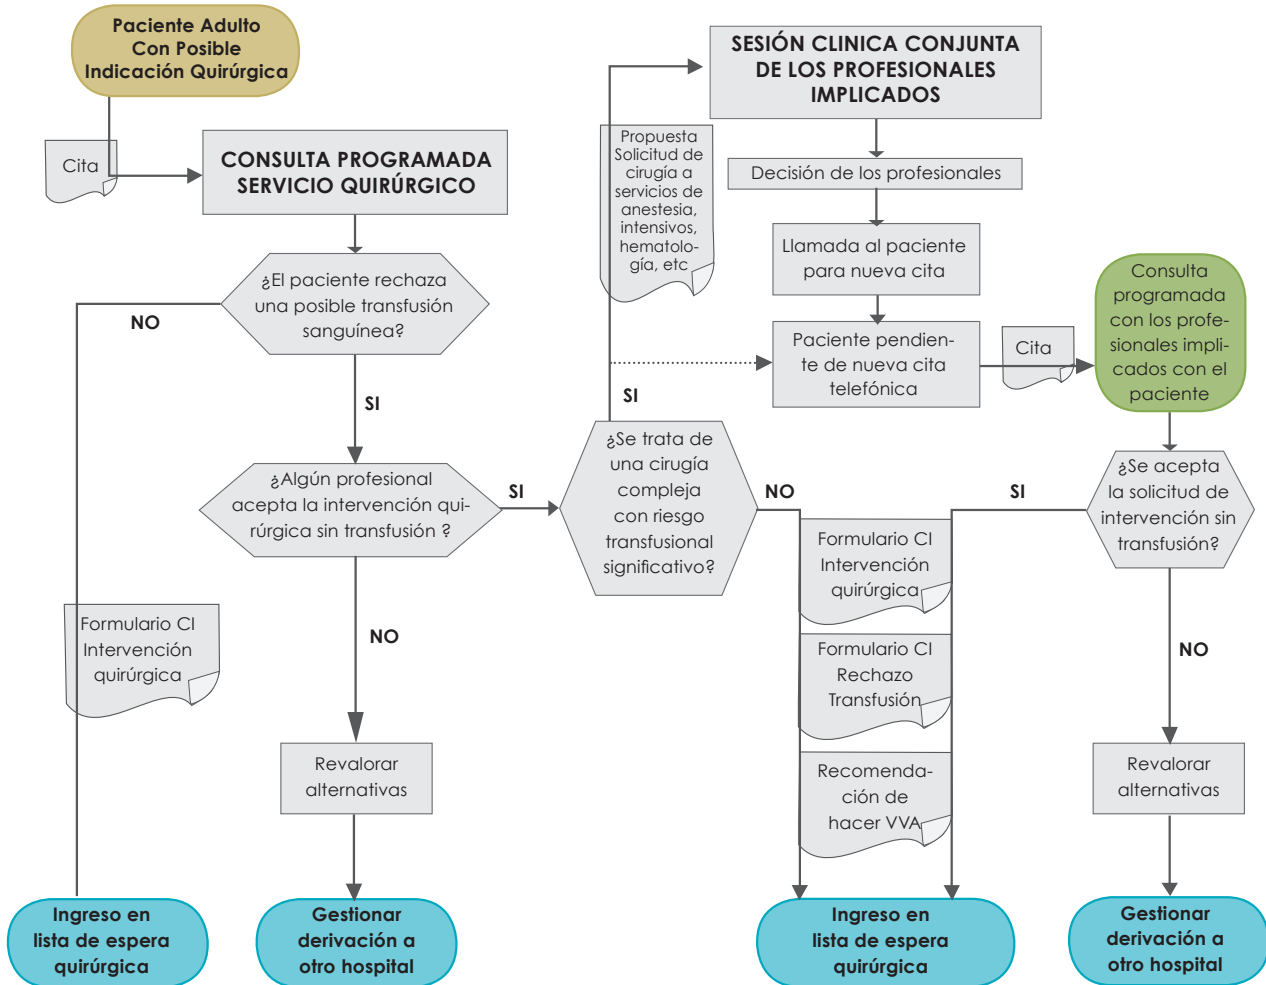 Paciente Adulto
Con Posible
Indicación Quirúrgica
Cita
CONSULTA PROGRAMADA
SERVICIO QUIRÚRGICO
¿El paciente rechaza
una posible transfusión
sanguínea?
NO
SI
¿Algún profesional
acepta la intervención qui-
rúrgica sin transfusión ?
SI
NO
Formulario CI
Intervención
quirúrgica
Revalorar
alternativas
Ingreso en
lista de espera
quirúrgica
Gestionar
derivación a
otro hospital
SESIÓN CLINICA CONJUNTA
DE LOS PROFESIONALES
IMPLICADOS
Propuesta
Solicitud de
cirugía a
servicios de
anestesia,
intensivos,
hematolo-
gía, etc
Decisión de los profesionales
Llamada al paciente
para nueva cita
Paciente pendien-
te de nueva cita
telefónica
Cita
Consulta
programada
con los profe-
sionales impli-
cados con el
paciente
SI
¿Se trata de
una cirugía
compleja
con riesgo
transfusional
significativo?
NO
SI
¿Se acepta
la solicitud de
intervención sin
transfusión?
Formulario CI
Intervención
quirúrgica
Formulario CI
Rechazo
Transfusión
Recomenda-
ción de
hacer VVA
NO
Revalorar
alternativas
Ingreso en
lista de espera
quirúrgica
Gestionar
derivación a
otro hospital